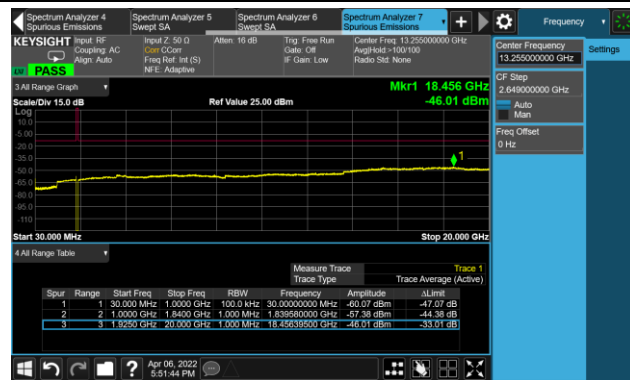 Spectrum Analyzer 4
Spurious Emissions
Spectrum Analyzer 5
Swept SA
Spectrum Analyzer 6
Swept SA
Spectrum Analyzer 7
Spurious Emissions
Frequency
KEYSIGHT
Input: RF
Coupling: AC
Align: Auto
Input Z: 50 Ω
Corr CCorr
Freq Ref: Int (S)
NFE: Adaptive
Atten: 16 dB
Trig: Free Run
Gate: Off
IF Gain: Low
Center Freq: 13.255000000 GHz
Avg|Hold:>100/100
Radio Std: None
PASS
Center Frequency
13.255000000 GHz
Settings
CF Step
2.649000000 GHz
Auto
Man
Freq Offset
0 Hz
3 All Range Graph
Mkr1 18.456 GHz
Scale/Div 15.0 dB
Ref Value 25.00 dBm
-46.01 dBm
Log
10.0
-5.00
-20.0
-35.0
-50.0
-65.0
-80.0
-95.0
-110
1
Start 30.000 MHz
Stop 20.000 GHz
4 All Range Table
Measure Trace Trace 1
Trace Type Trace Average (Active)
Spur Range Start Freq Stop Freq RBW Frequency Amplitude ΔLimit
1 1 30.000 MHz 1.0000 GHz 100.0 kHz 30.00000000 MHz -60.07 dBm -47.07 dB
2 2 1.0000 GHz 1.8400 GHz 1.000 MHz 1.839580000 GHz -57.38 dBm -44.38 dB
3 3 1.9250 GHz 20.000 GHz 1.000 MHz 18.45639500 GHz -46.01 dBm -33.01 dB
Apr 06, 2022
5:51:44 PM